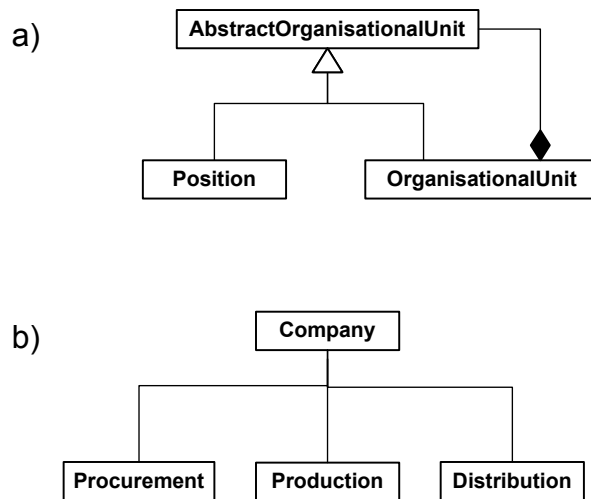 a)
AbstractOrganisationalUnit
Position
OrganisationalUnit
b)
Company
Procurement
Production
Distribution